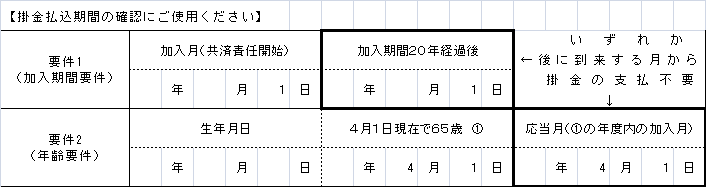 【掛金払込期間の確認にご使用ください】
要件1
（加入期間要件）
加入月（共済責任開始）
加入期間20年経過後
いずれか
←後に到来する月から
掛金の支払不要
↓
年 月 1 日
年 月 1 日
要件2
（年齢要件）
生年月日
4月1日現在で65歳 ①
応当月（①の年度内の加入月）
年 月 日
年 4 月 1 日
年 4 月 1 日